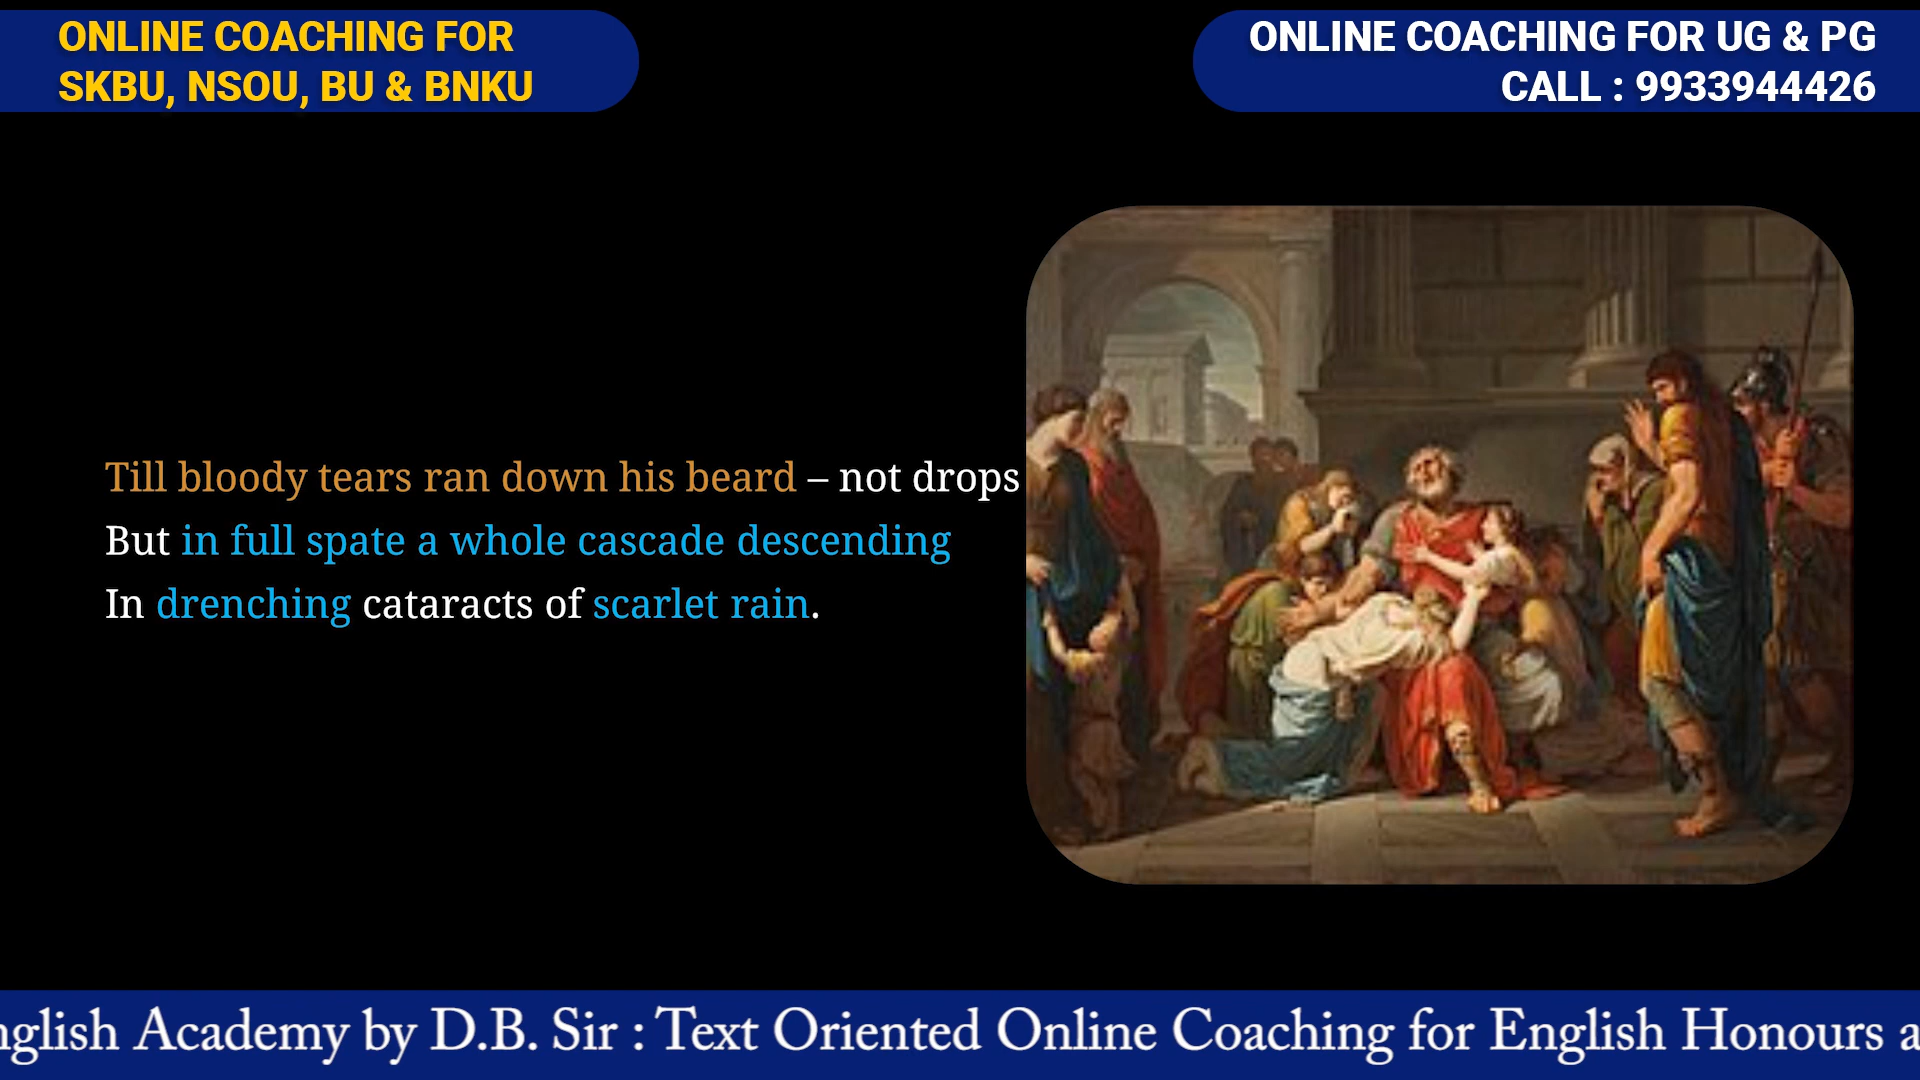 ONLINE COACHING FOR
SKBU, NSOU, BU & BNKU
ONLINE COACHING FOR UG & PG
CALL : 9933944426
Till bloody tears ran down his beard – not drops
But in full spate a whole cascade descending
In drenching cataracts of scarlet rain.
nglish Academy by D.B. Sir : Text Oriented Online Coaching for English Honours a